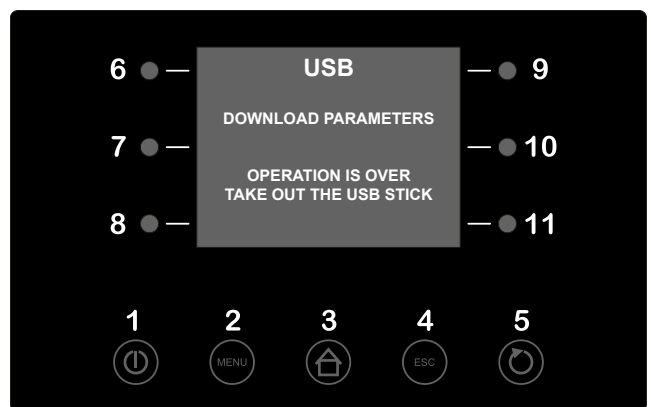 USB
6
9
DOWNLOAD PARAMETERS
7
10
OPERATION IS OVER
TAKE OUT THE USB STICK
8
11
1 2 3 4 5
MENU ESC